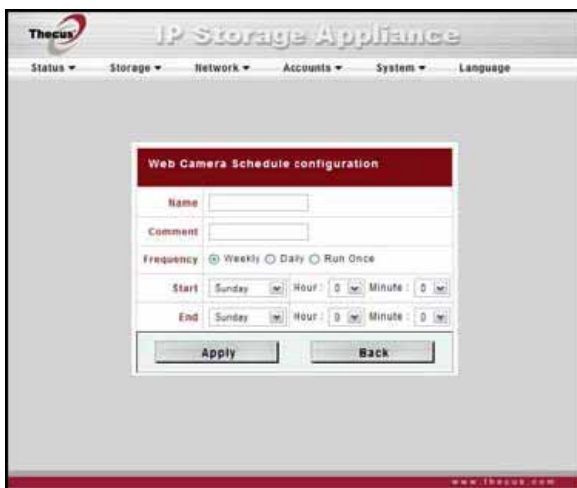 Thecus
IP Storage Appliance
Status Storage Network Accounts System Language
Web Camera Schedule configuration
Name
Comment
Frequency Weekly Daily Run Once
Start Sunday Hour : 0 Minute : 0
End Sunday Hour : 0 Minute : 0
Apply Back
www.thecus.com